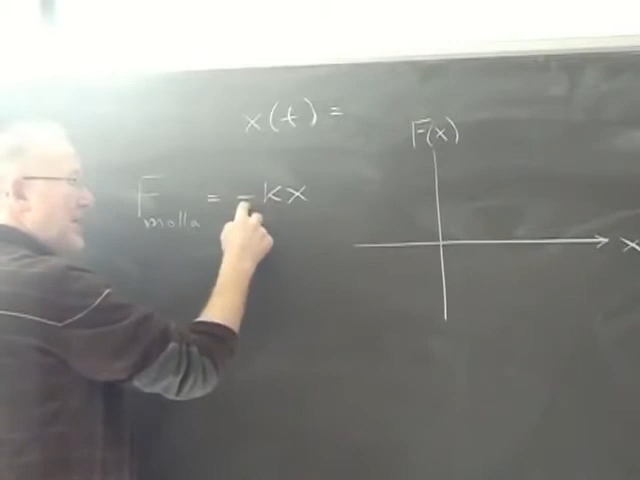 x(t) =
F(x)
F molla = -kx
x